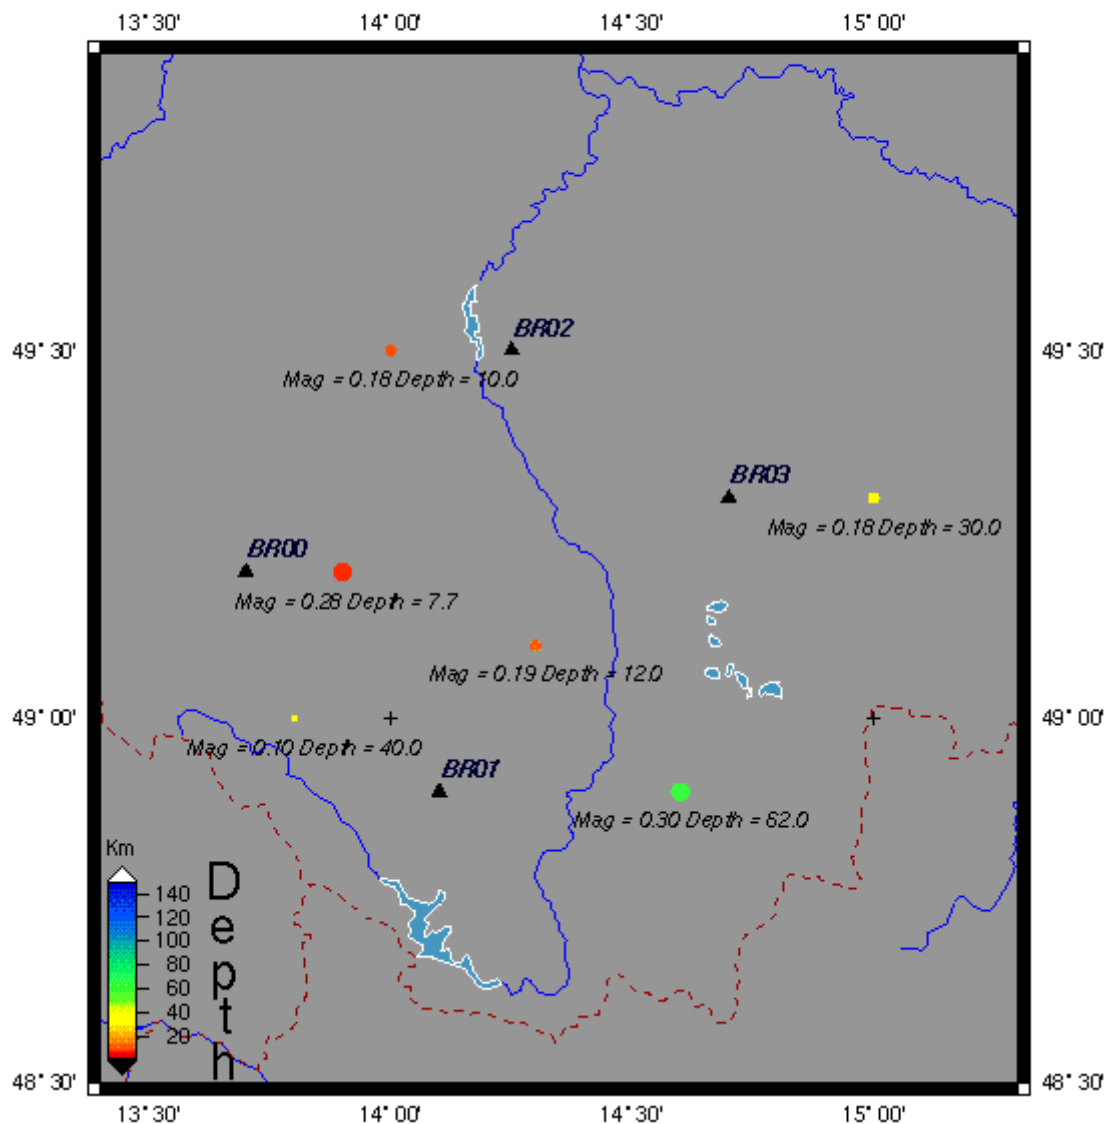 13° 30' 14° 00' 14° 30' 15° 00'
BR02
49° 30' 49° 30'
Mag = 0.18 Depth = 10.0
BR03
Mag = 0.18 Depth = 30.0
BR00
Mag = 0.28 Depth = 7.7
Mag = 0.19 Depth = 12.0
49° 00' 49° 00'
Mag = 0.10 Depth = 40.0
BR01
Mag = 0.30 Depth = 62.0
Km
140
120
100
80
60
40
20
Depth
48° 30' 48° 30'
13° 30' 14° 00' 14° 30' 15° 00'